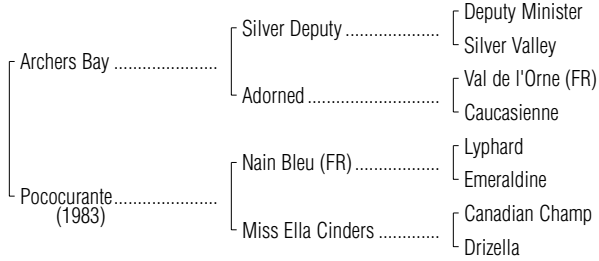 Deputy Minister
Silver Deputy ....................
Silver Valley
Archers Bay ......................
Val de l'Orne (FR)
Adorned ............................
Caucasienne
Lyphard
Nain Bleu (FR) ..................
Emeraldine
Pococurante ......................
(1983)
Canadian Champ
Miss Ella Cinders .............
Drizella